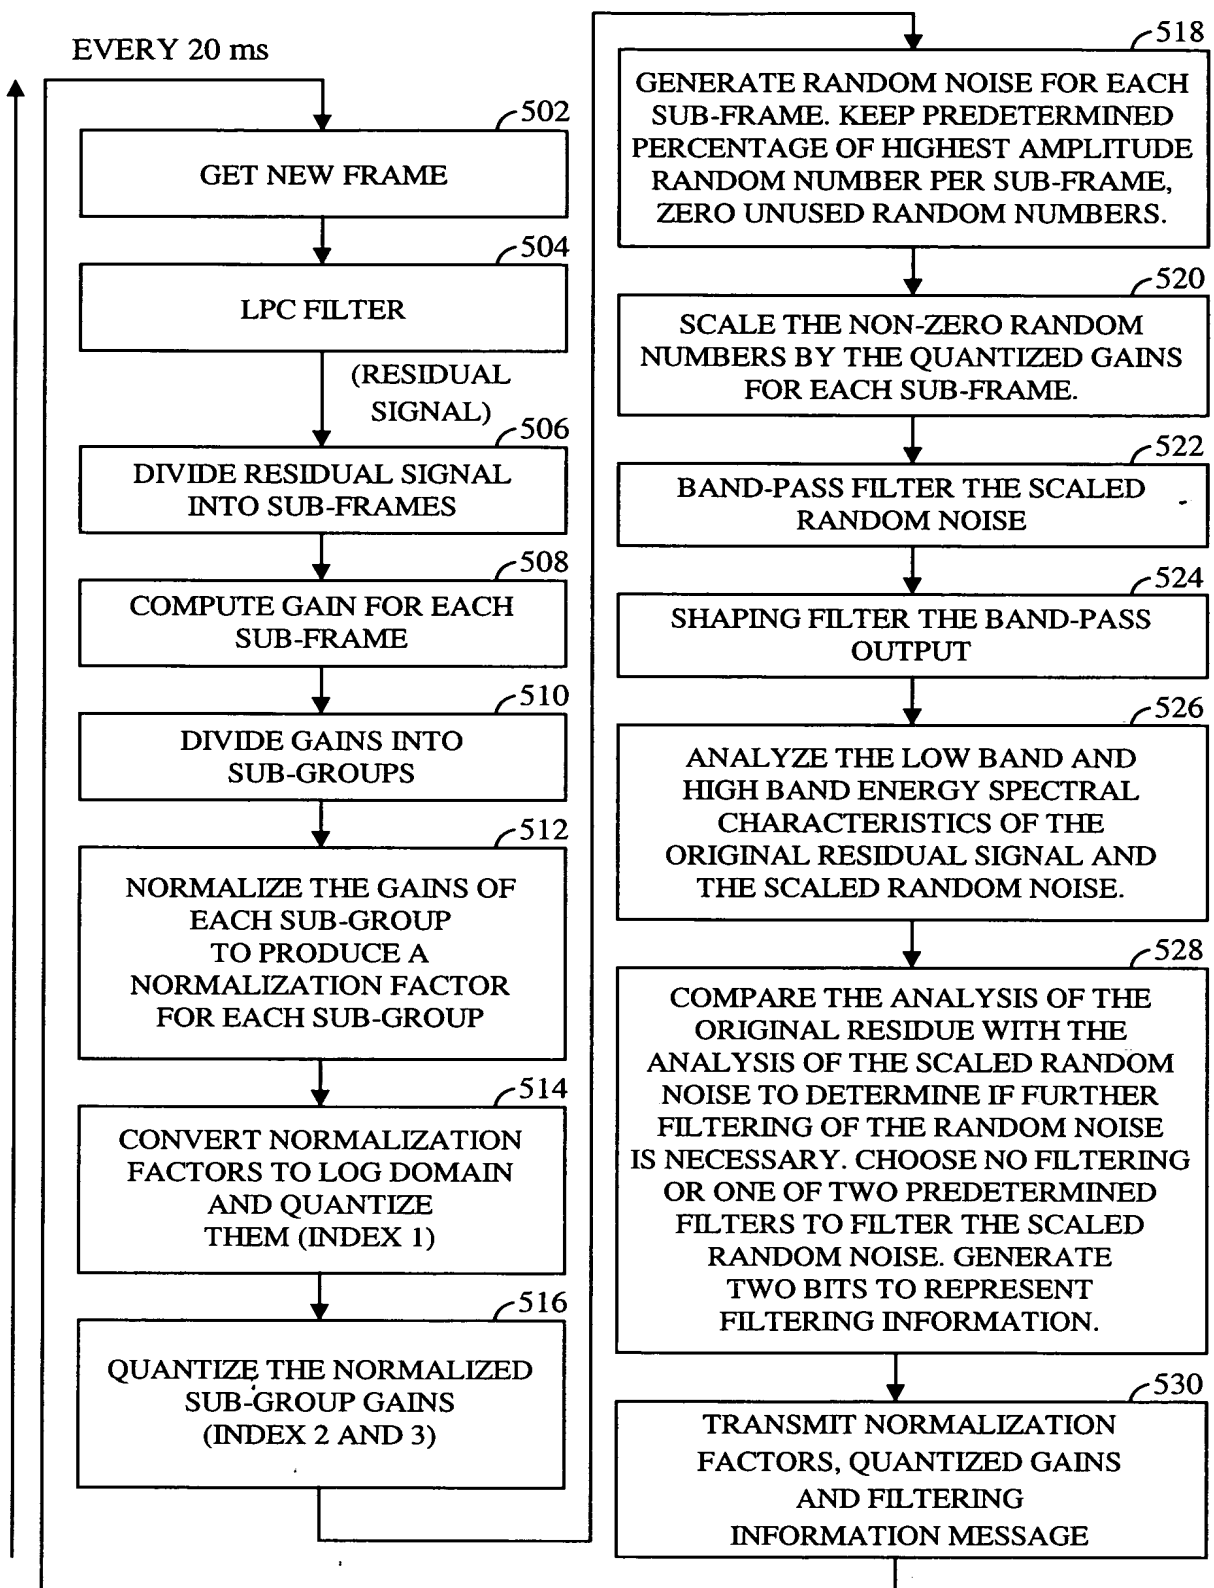 EVERY 20 ms
502
GET NEW FRAME
504
LPC FILTER
(RESIDUAL
SIGNAL)
506
DIVIDE RESIDUAL SIGNAL
INTO SUB-FRAMES
508
COMPUTE GAIN FOR EACH
SUB-FRAME
510
DIVIDE GAINS INTO
SUB-GROUPS
512
NORMALIZE THE GAINS OF
EACH SUB-GROUP
TO PRODUCE A
NORMALIZATION FACTOR
FOR EACH SUB-GROUP
514
CONVERT NORMALIZATION
FACTORS TO LOG DOMAIN
AND QUANTIZE
THEM (INDEX 1)
516
QUANTIZE THE NORMALIZED
SUB-GROUP GAINS
(INDEX 2 AND 3)
518
GENERATE RANDOM NOISE FOR EACH
SUB-FRAME. KEEP PREDETERMINED
PERCENTAGE OF HIGHEST AMPLITUDE
RANDOM NUMBER PER SUB-FRAME,
ZERO UNUSED RANDOM NUMBERS.
520
SCALE THE NON-ZERO RANDOM
NUMBERS BY THE QUANTIZED GAINS
FOR EACH SUB-FRAME.
522
BAND-PASS FILTER THE SCALED
RANDOM NOISE
524
SHAPING FILTER THE BAND-PASS
OUTPUT
526
ANALYZE THE LOW BAND AND
HIGH BAND ENERGY SPECTRAL
CHARACTERISTICS OF THE
ORIGINAL RESIDUAL SIGNAL AND
THE SCALED RANDOM NOISE.
528
COMPARE THE ANALYSIS OF THE
ORIGINAL RESIDUE WITH THE
ANALYSIS OF THE SCALED RANDOM
NOISE TO DETERMINE IF FURTHER
FILTERING OF THE RANDOM NOISE
IS NECESSARY. CHOOSE NO FILTERING
OR ONE OF TWO PREDETERMINED
FILTERS TO FILTER THE SCALED
RANDOM NOISE. GENERATE
TWO BITS TO REPRESENT
FILTERING INFORMATION.
530
TRANSMIT NORMALIZATION
FACTORS, QUANTIZED GAINS
AND FILTERING
INFORMATION MESSAGE